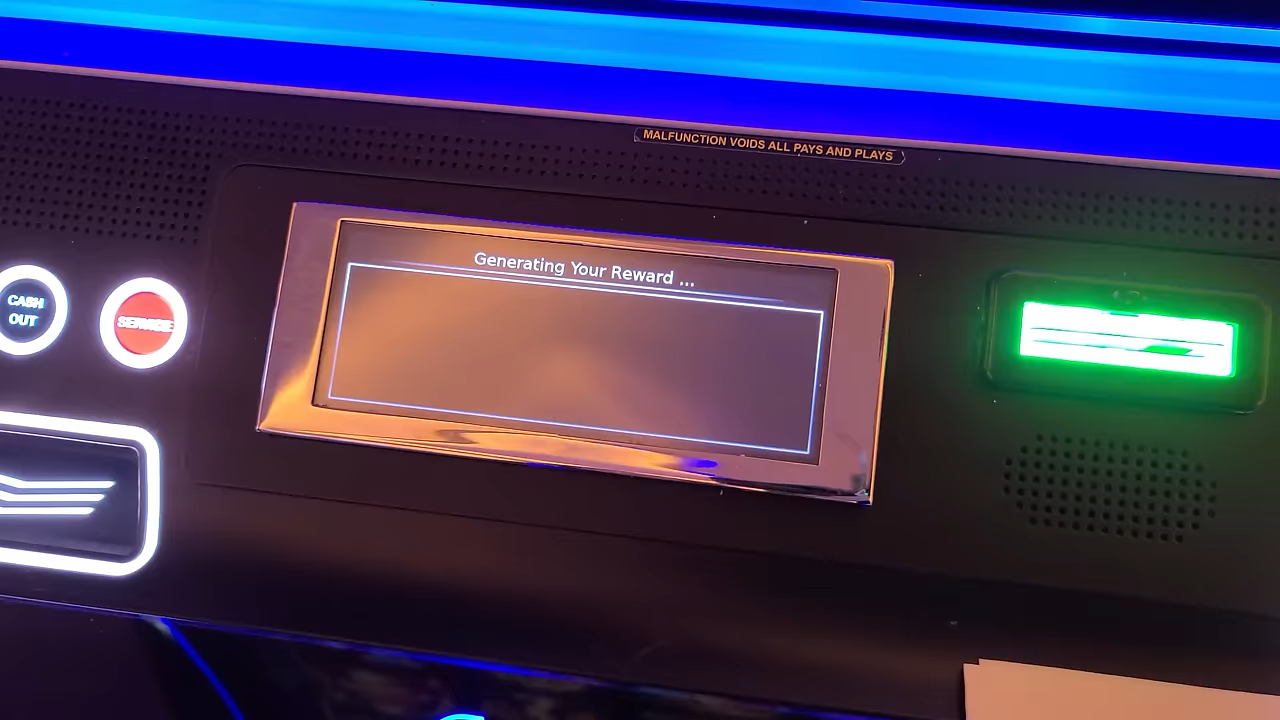 MALFUNCTION VOIDS ALL PAYS AND PLAYS
Generating Your Reward ...
CASH
OUT
SERVICE